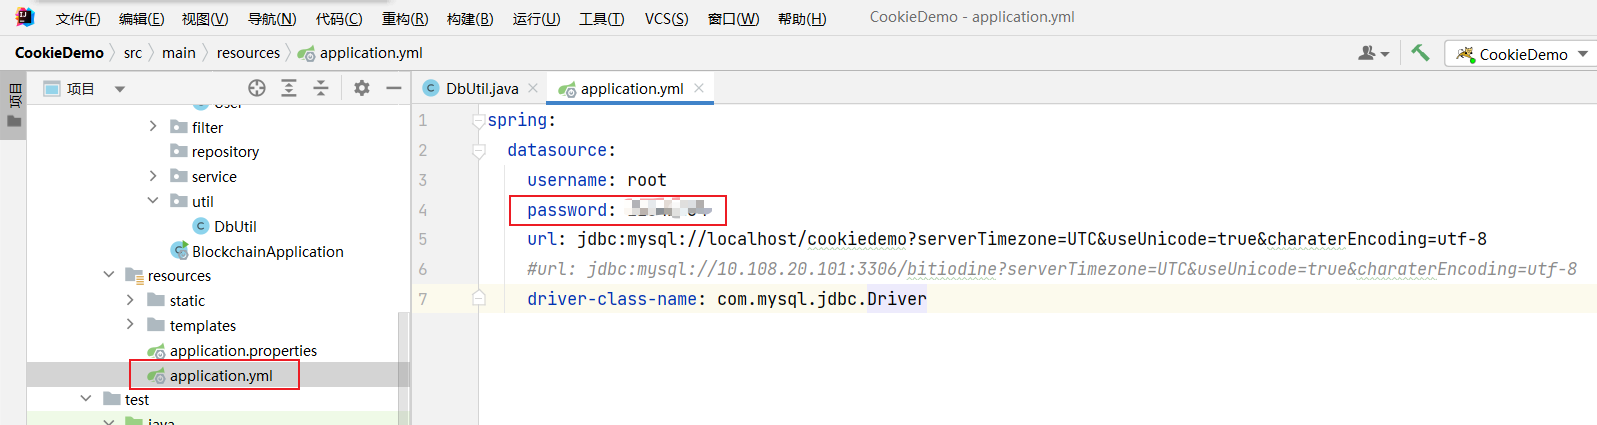 文件(F) 编辑(E) 视图(V) 导航(N) 代码(C) 重构(R) 构建(B) 运行(U) 工具(T) VCS(S) 窗口(W) 帮助(H) CookieDemo - application.yml
CookieDemo src main resources application.yml CookieDemo
项目
项目 DbUtil.java application.yml
User
filter
repository
service
util
DbUtil
BlockchainApplication
resources
static
templates
application.properties
application.yml
test
java
1 spring:
2 datasource:
3 username: root
4 password:
5 url: jdbc:mysql://localhost/cookiedemo?serverTimezone=UTC&useUnicode=true&charaterEncoding=utf-8
6 #url: jdbc:mysql://10.108.20.101:3306/bitiodine?serverTimezone=UTC&useUnicode=true&charaterEncoding=utf-8
7 driver-class-name: com.mysql.jdbc.Driver